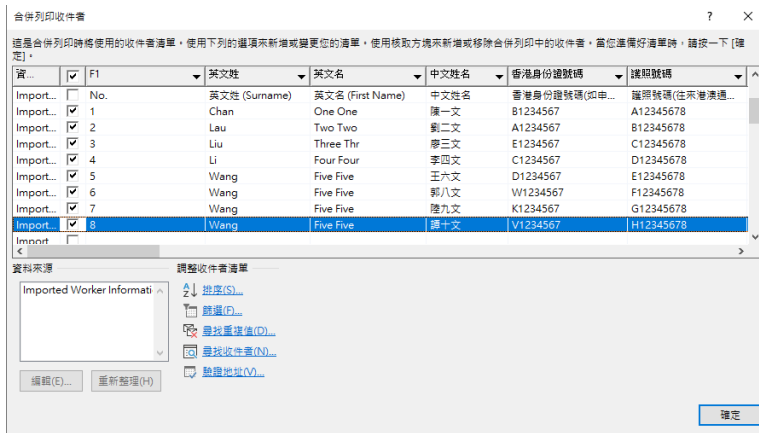 合併列印收件者 ? ×
這是合併列印時將使用的收件者清單。使用下列的選項來新增或變更您的清單。使用核取方塊來新增或移除合併列印中的收件者。當您準備好清單時，請按一下 [確
定]。
資... F1 英文姓 英文名 中文姓名 香港身份證號碼 護照號碼
Import... No. 英文姓 (Surname) 英文名 (First Name) 中文姓名 香港身份證號碼(如申... 護照號碼(往來港澳通...
Import... 1 Chan One One 陳一文 B1234567 A12345678
Import... 2 Lau Two Two 劉二文 A1234567 B12345678
Import... 3 Liu Three Thr 廖三文 E1234567 C12345678
Import... 4 Li Four Four 李四文 C1234567 D12345678
Import... 5 Wang Five Five 王六文 D1234567 E12345678
Import... 6 Wang Five Five 郭八文 W1234567 F12345678
Import... 7 Wang Five Five 陸九文 K1234567 G12345678
Import... 8 Wang Five Five 譚十文 V1234567 H12345678
Import
資料來源 調整收件者清單
Imported Worker Informati
排序(S)...
篩選(F)...
尋找重複值(D)...
尋找收件者(N)...
驗證地址(V)...
編輯(E)... 重新整理(H)
確定